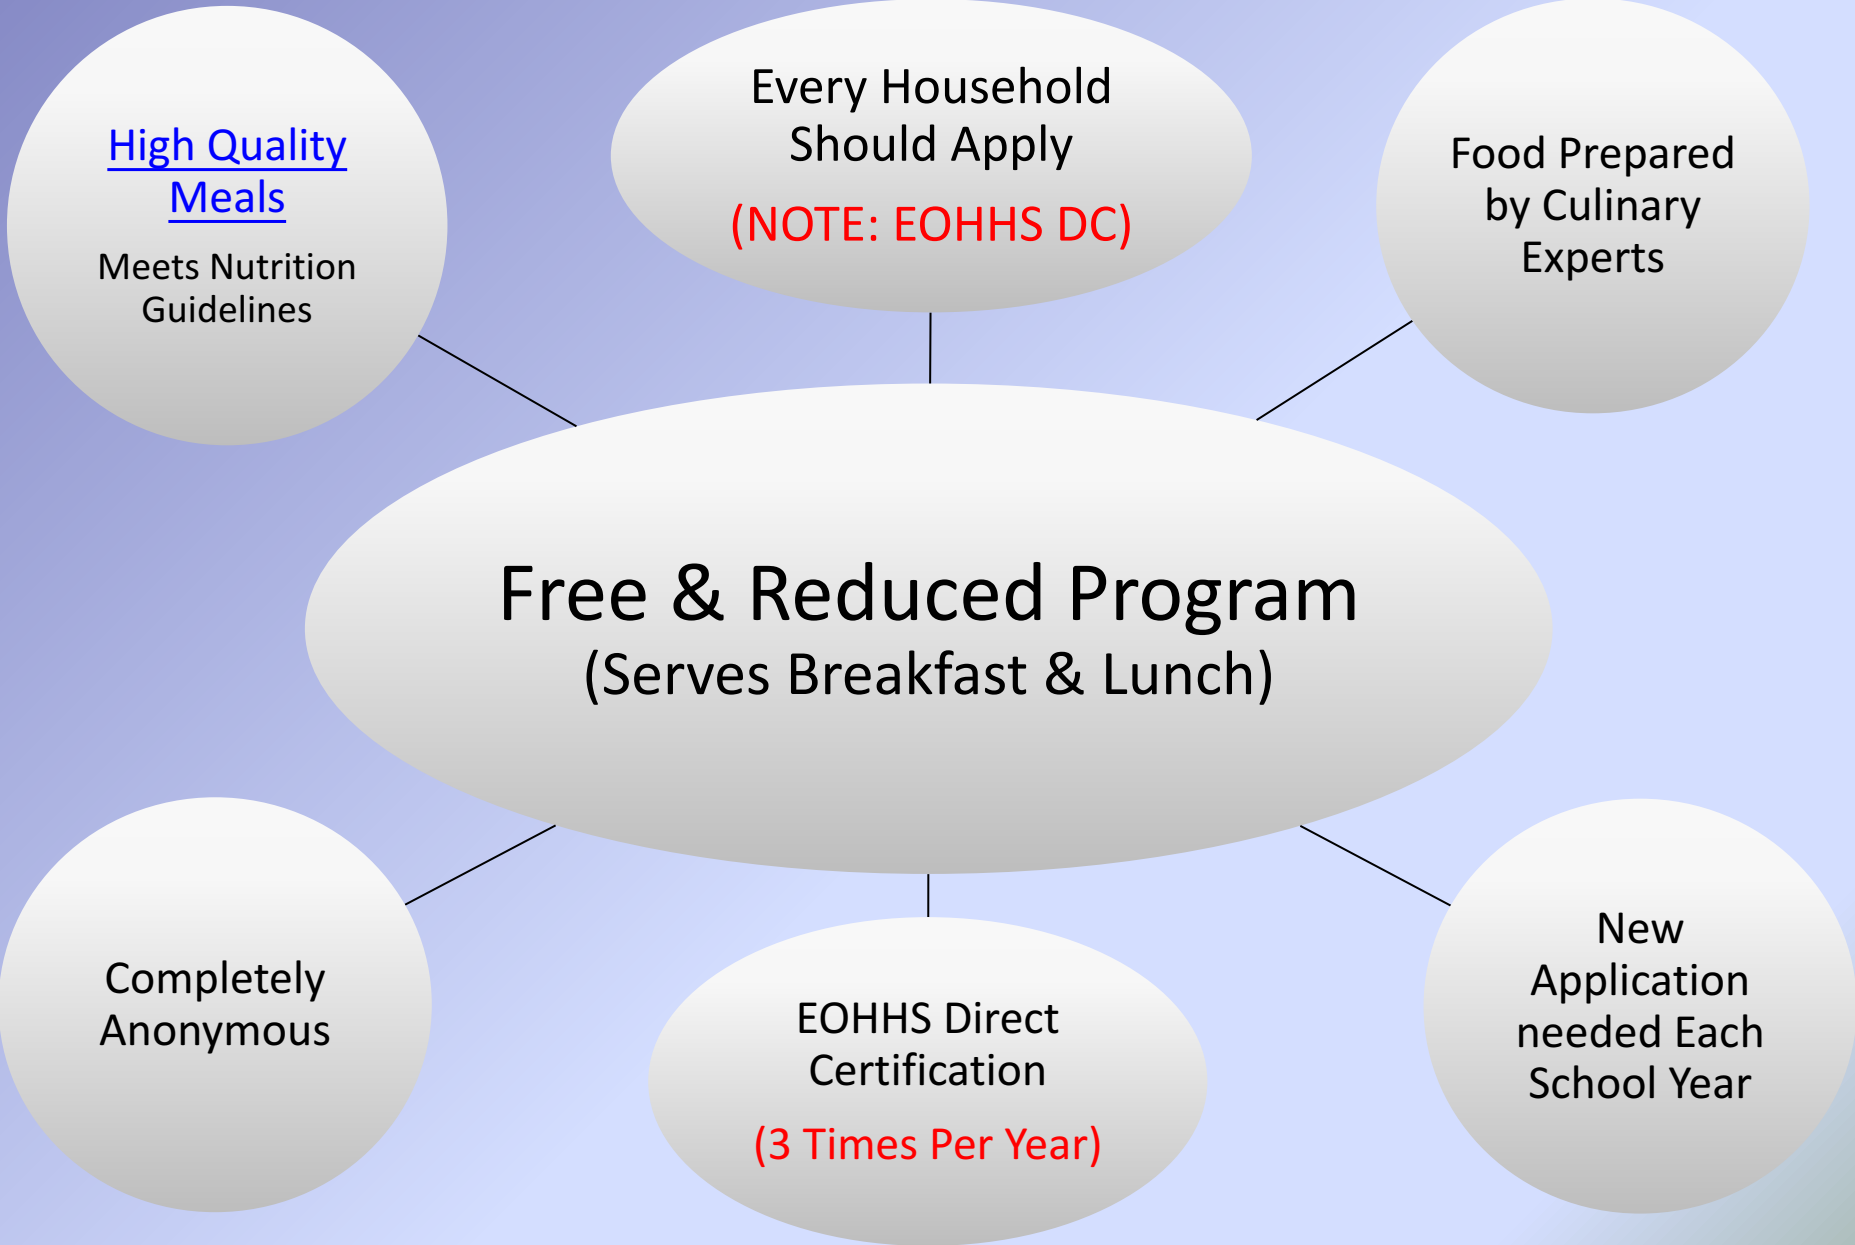 High Quality
Meals
Meets Nutrition
Guidelines
Every Household
Should Apply
(NOTE: EOHHS DC)
Food Prepared
by Culinary
Experts
Free & Reduced Program
(Serves Breakfast & Lunch)
Completely
Anonymous
EOHHS Direct
Certification
(3 Times Per Year)
New
Application
needed Each
School Year